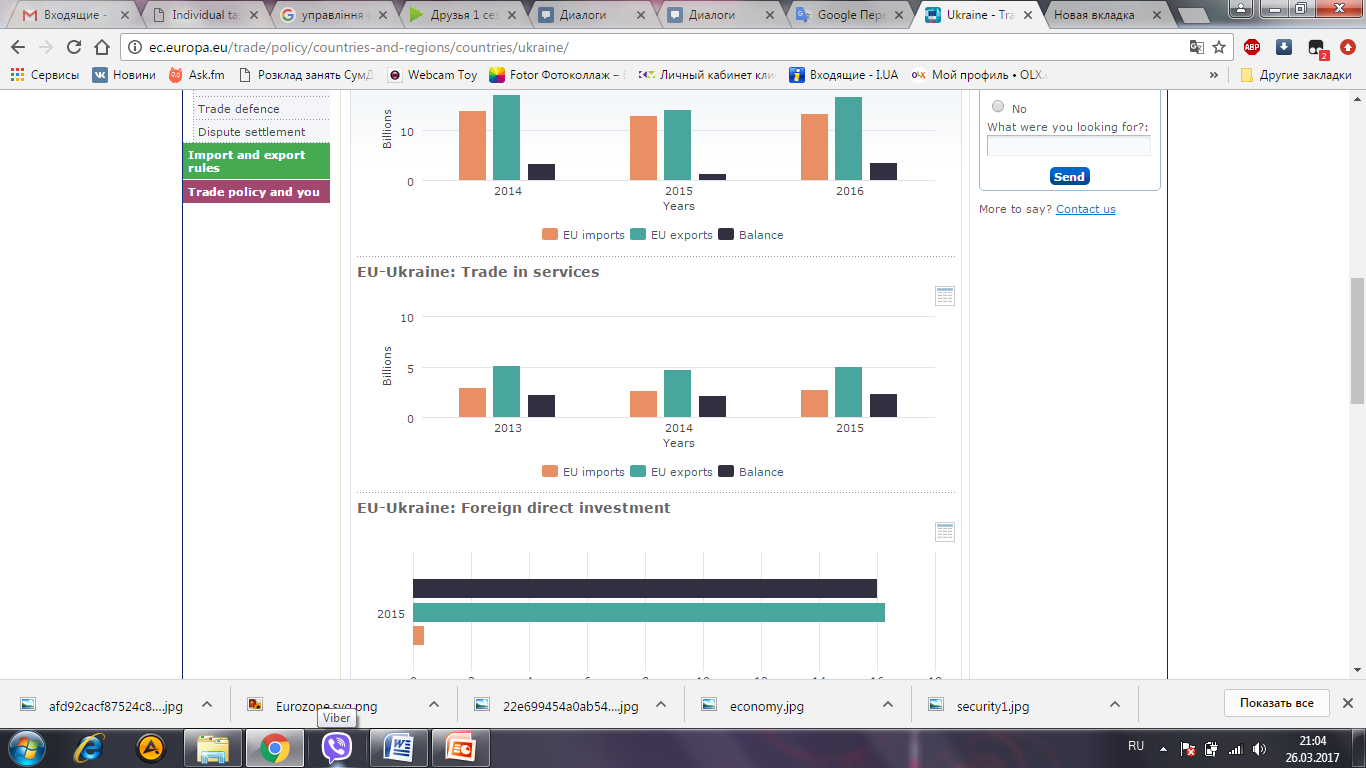 Входящие -
Individual ta
управління
Друзья 1 сез
Диалоги
Диалоги
Google Пере
Ukraine - Tra
Новая вкладка
ec.europa.eu/trade/policy/countries-and-regions/countries/ukraine/
ABP
2
Сервисы
Новини
Ask.fm
Розклад занять СумД
Webcam Toy
Fotor Фотоколлаж –
Личный кабинет кли
Входящие - I.UA
Мой профиль • OLX.
»
Другие закладки
Trade defence
Dispute settlement
Import and export
rules
Trade policy and you
Billions
10
0
2014
2015
2016
Years
EU imports
EU exports
Balance
EU-Ukraine: Trade in services
Billions
10
5
0
2013
2014
2015
Years
EU imports
EU exports
Balance
EU-Ukraine: Foreign direct investment
2015
No
What were you looking for?:
Send
More to say? Contact us
afd92cacf87524c8....jpg
Eurozone.svg.png
22e699454a0ab54....jpg
economy.jpg
security1.jpg
Показать все
Viber
RU
21:04
26.03.2017